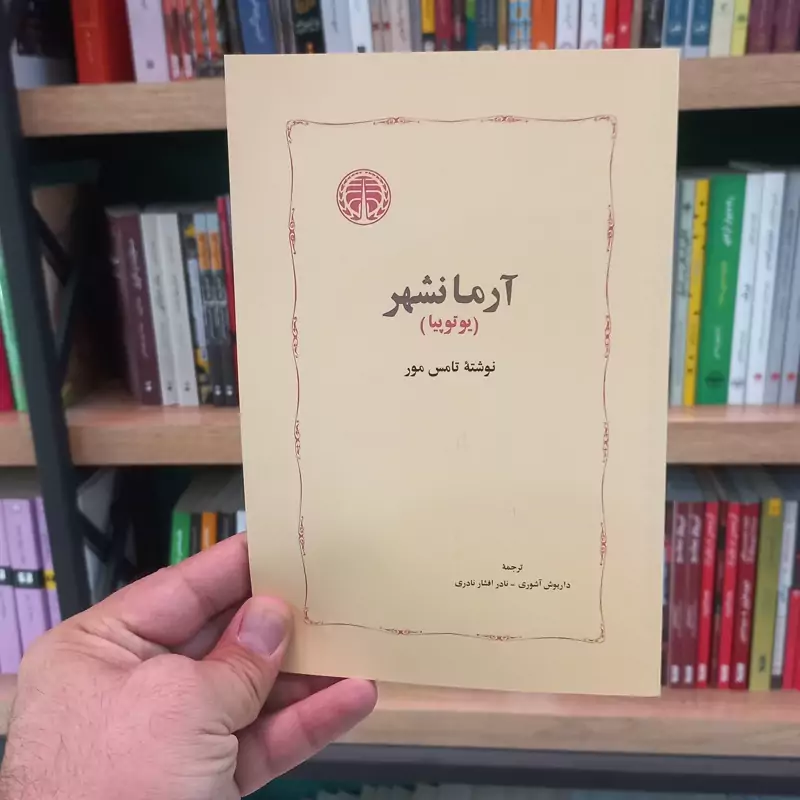 آرمانشهر
(یوتوپیا)
نوشتهٔ تامس مور
ترجمهٔ
داریوش آشوری - نادر افشار نادری